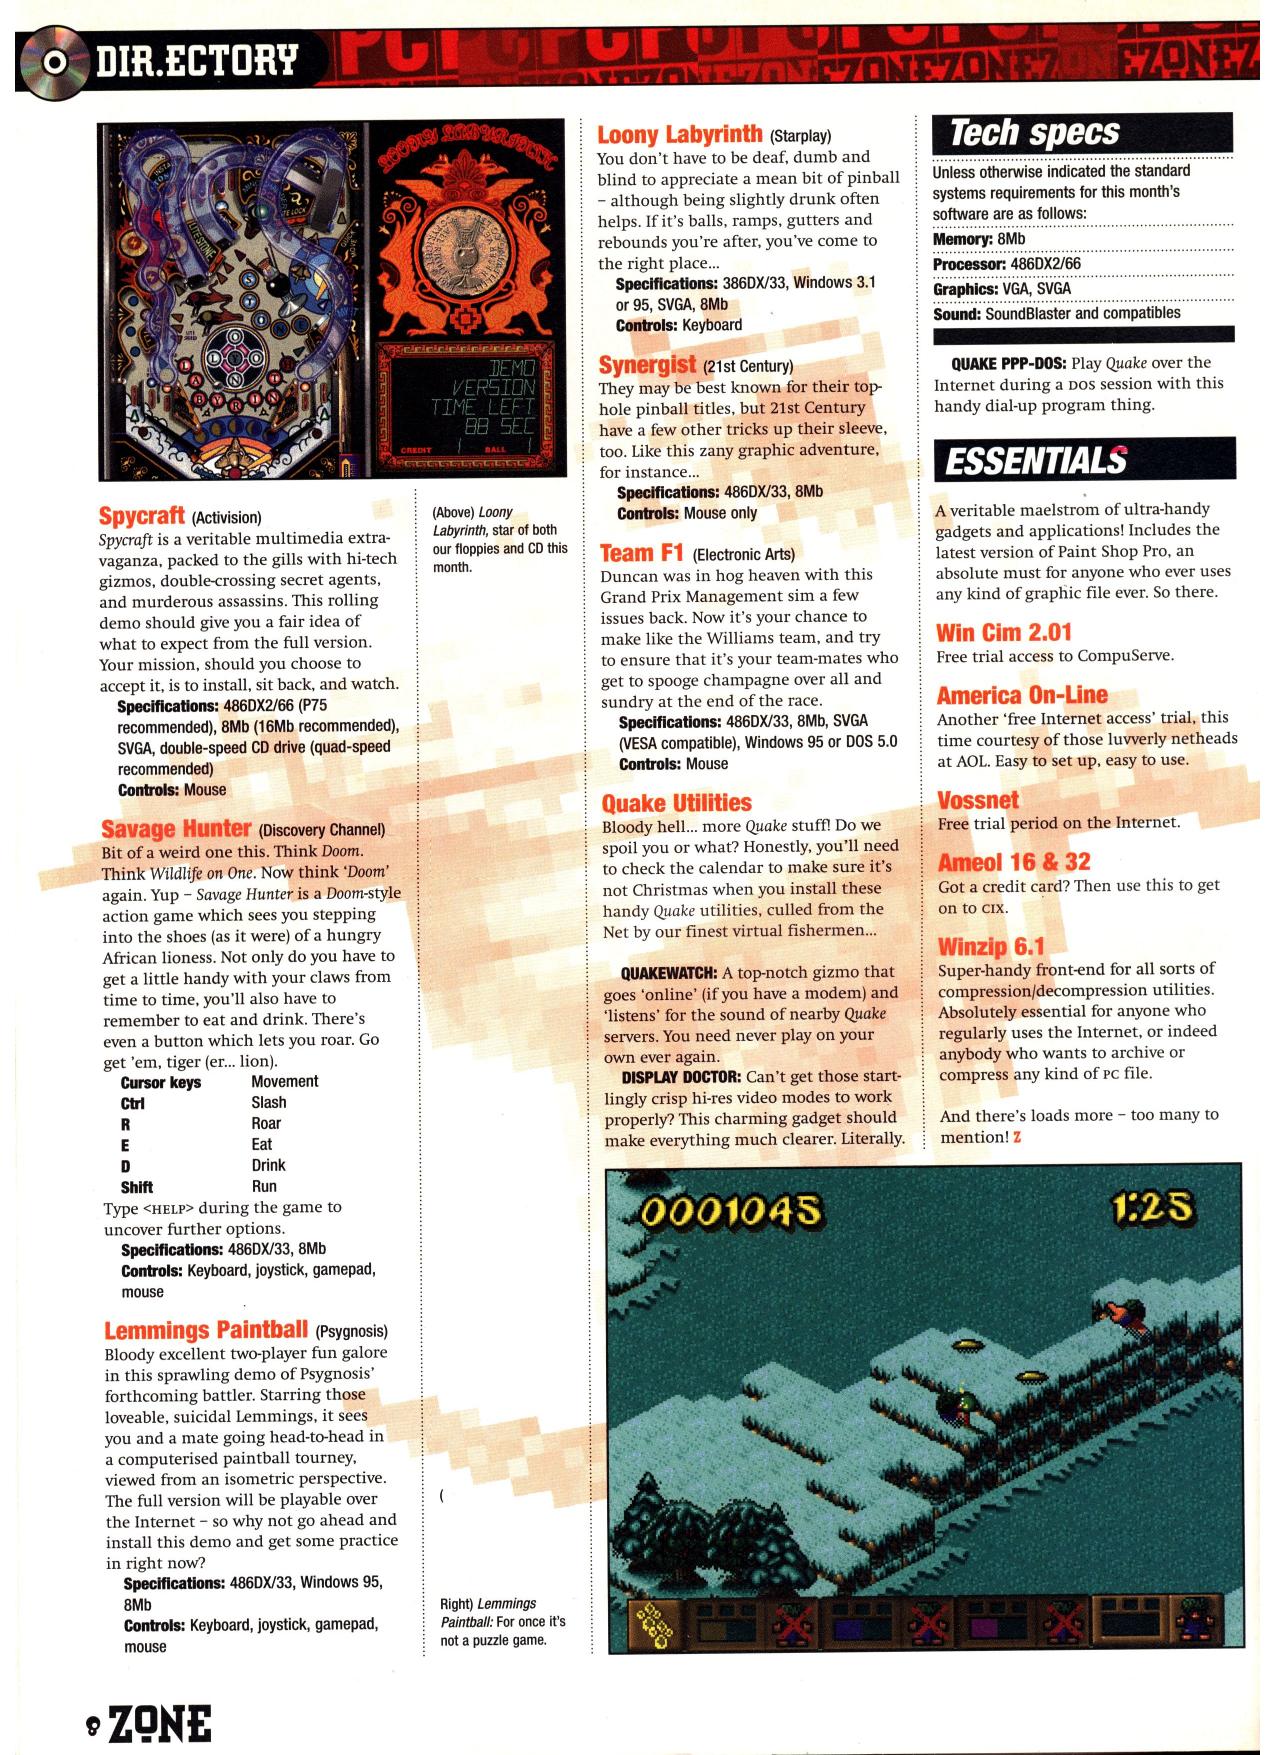 DIR.ECTORY
LOONY LABYRINTH
DEMO
VERSION
TIME LEFT
88 SEC
CREDIT
BALL
Spycraft (Activision)
Spycraft is a veritable multimedia extra-
vaganza, packed to the gills with hi-tech
gizmos, double-crossing secret agents,
and murderous assassins. This rolling
demo should give you a fair idea of
what to expect from the full version.
Your mission, should you choose to
accept it, is to install, sit back, and watch.
Specifications: 486DX2/66 (P75
recommended), 8Mb (16Mb recommended),
SVGA, double-speed CD drive (quad-speed
recommended)
Controls: Mouse
Savage Hunter (Discovery Channel)
Bit of a weird one this. Think Doom.
Think Wildlife on One. Now think ‘Doom’
again. Yup – Savage Hunter is a Doom-style
action game which sees you stepping
into the shoes (as it were) of a hungry
African lioness. Not only do you have to
get a little handy with your claws from
time to time, you’ll also have to
remember to eat and drink. There’s
even a button which lets you roar. Go
get ’em, tiger (er... lion).
Cursor keys Movement
Ctrl Slash
R Roar
E Eat
D Drink
Shift Run
Type <HELP> during the game to
uncover further options.
Specifications: 486DX/33, 8Mb
Controls: Keyboard, joystick, gamepad,
mouse
Lemmings Paintball (Psygnosis)
Bloody excellent two-player fun galore
in this sprawling demo of Psygnosis’
forthcoming battler. Starring those
loveable, suicidal Lemmings, it sees
you and a mate going head-to-head in
a computerised paintball tourney,
viewed from an isometric perspective.
The full version will be playable over
the Internet – so why not go ahead and
install this demo and get some practice
in right now?
Specifications: 486DX/33, Windows 95,
8Mb
Controls: Keyboard, joystick, gamepad,
mouse
(Above) Loony
Labyrinth, star of both
our floppies and CD this
month.
(
Right) Lemmings
Paintball: For once it’s
not a puzzle game.
Loony Labyrinth (Starplay)
You don’t have to be deaf, dumb and
blind to appreciate a mean bit of pinball
– although being slightly drunk often
helps. If it’s balls, ramps, gutters and
rebounds you’re after, you’ve come to
the right place...
Specifications: 386DX/33, Windows 3.1
or 95, SVGA, 8Mb
Controls: Keyboard
Synergist (21st Century)
They may be best known for their top-
hole pinball titles, but 21st Century
have a few other tricks up their sleeve,
too. Like this zany graphic adventure,
for instance...
Specifications: 486DX/33, 8Mb
Controls: Mouse only
Team F1 (Electronic Arts)
Duncan was in hog heaven with this
Grand Prix Management sim a few
issues back. Now it’s your chance to
make like the Williams team, and try
to ensure that it’s your team-mates who
get to spooge champagne over all and
sundry at the end of the race.
Specifications: 486DX/33, 8Mb, SVGA
(VESA compatible), Windows 95 or DOS 5.0
Controls: Mouse
Quake Utilities
Bloody hell... more Quake stuff! Do we
spoil you or what? Honestly, you’ll need
to check the calendar to make sure it’s
not Christmas when you install these
handy Quake utilities, culled from the
Net by our finest virtual fishermen...
QUAKEWATCH: A top-notch gizmo that
goes ‘online’ (if you have a modem) and
‘listens’ for the sound of nearby Quake
servers. You need never play on your
own ever again.
DISPLAY DOCTOR: Can’t get those start-
lingly crisp hi-res video modes to work
properly? This charming gadget should
make everything much clearer. Literally.
Tech specs
Unless otherwise indicated the standard
systems requirements for this month’s
software are as follows:
Memory: 8Mb
Processor: 486DX2/66
Graphics: VGA, SVGA
Sound: SoundBlaster and compatibles
QUAKE PPP-DOS: Play Quake over the
Internet during a DOS session with this
handy dial-up program thing.
ESSENTIALS
A veritable maelstrom of ultra-handy
gadgets and applications! Includes the
latest version of Paint Shop Pro, an
absolute must for anyone who ever uses
any kind of graphic file ever. So there.
Win Cim 2.01
Free trial access to CompuServe.
America On-Line
Another ‘free Internet access’ trial, this
time courtesy of those luvverly netheads
at AOL. Easy to set up, easy to use.
Vossnet
Free trial period on the Internet.
Ameol 16 & 32
Got a credit card? Then use this to get
on to CIX.
Winzip 6.1
Super-handy front-end for all sorts of
compression/decompression utilities.
Absolutely essential for anyone who
regularly uses the Internet, or indeed
anybody who wants to archive or
compress any kind of PC file.
And there’s loads more – too many to
mention! Z
0001045
1:25
8 ZONE